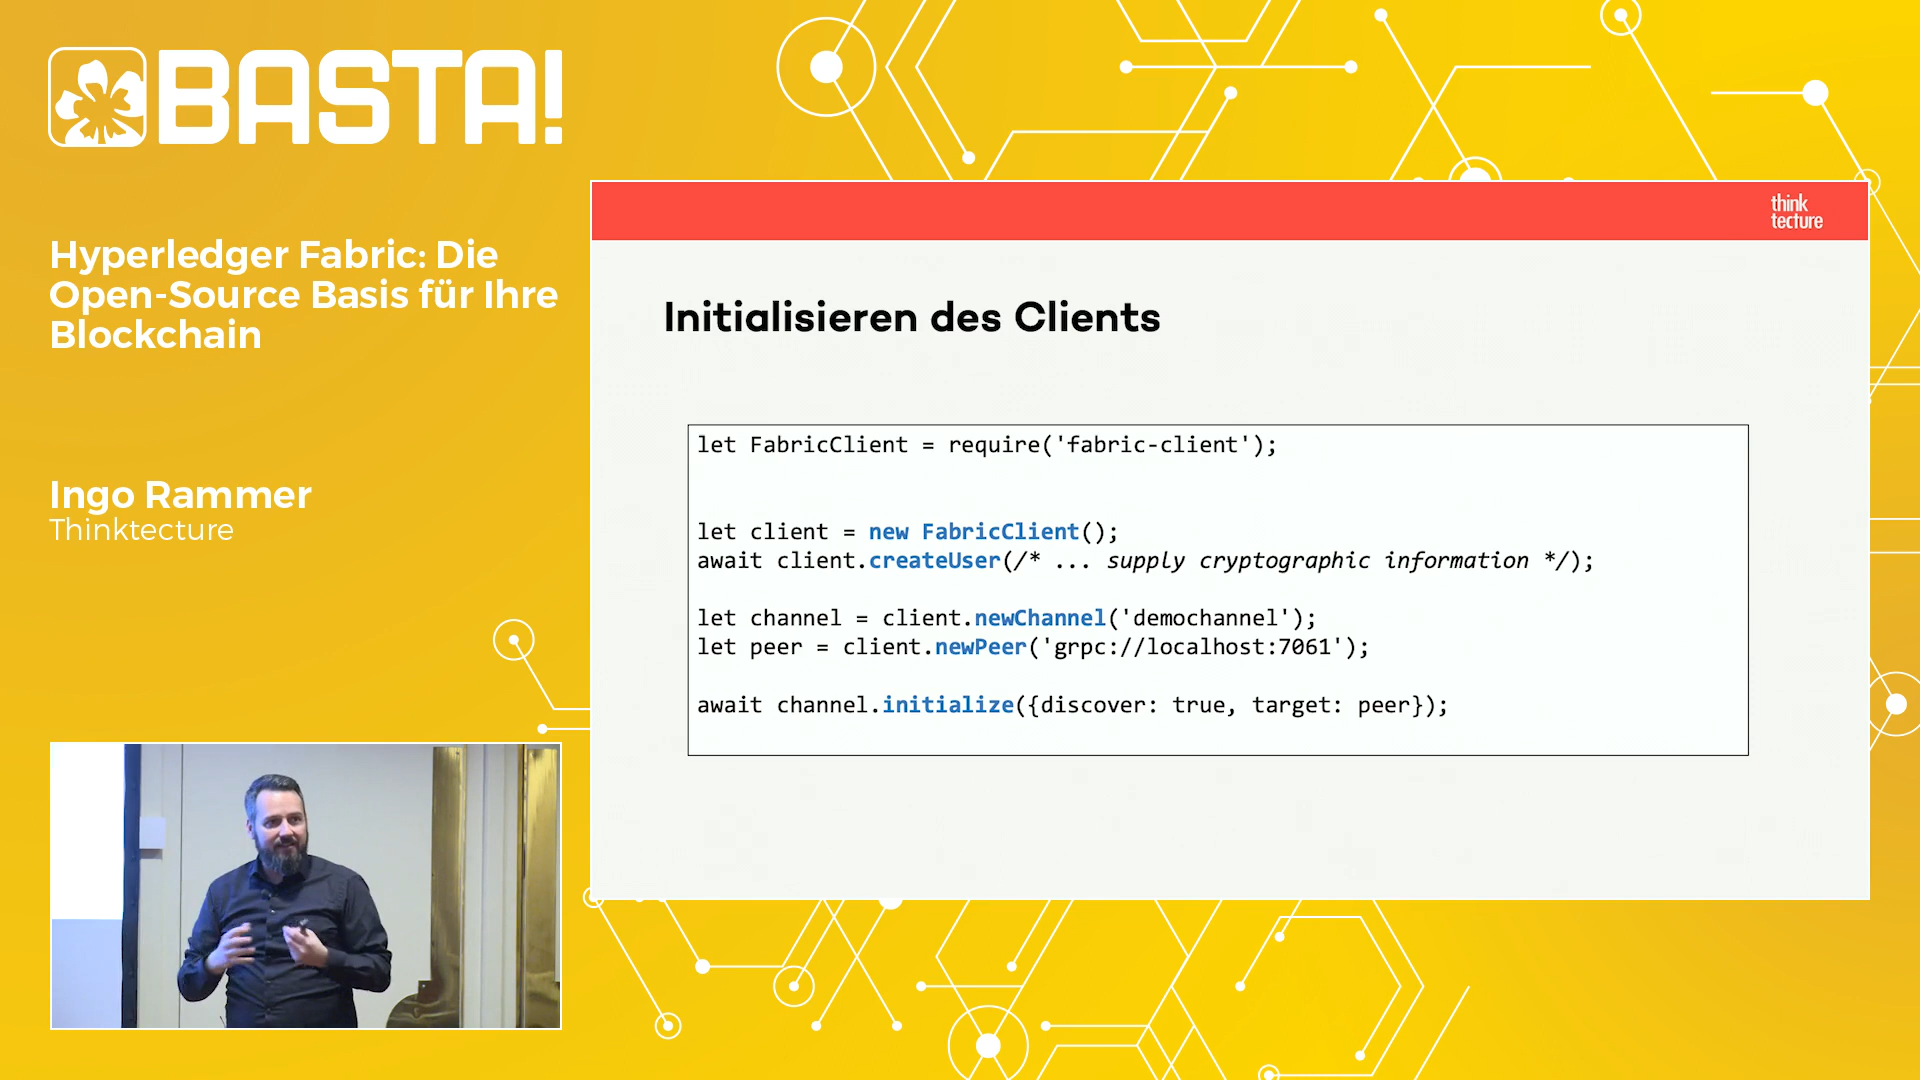 BASTA!
Hyperledger Fabric: Die
Open-Source Basis für Ihre
Blockchain
Ingo Rammer
Thinktecture
think
tecture
Initialisieren des Clients
let FabricClient = require('fabric-client');
let client = new FabricClient();
await client.createUser(/* ... supply cryptographic information */);
let channel = client.newChannel('demochannel');
let peer = client.newPeer('grpc://localhost:7061');
await channel.initialize({discover: true, target: peer});